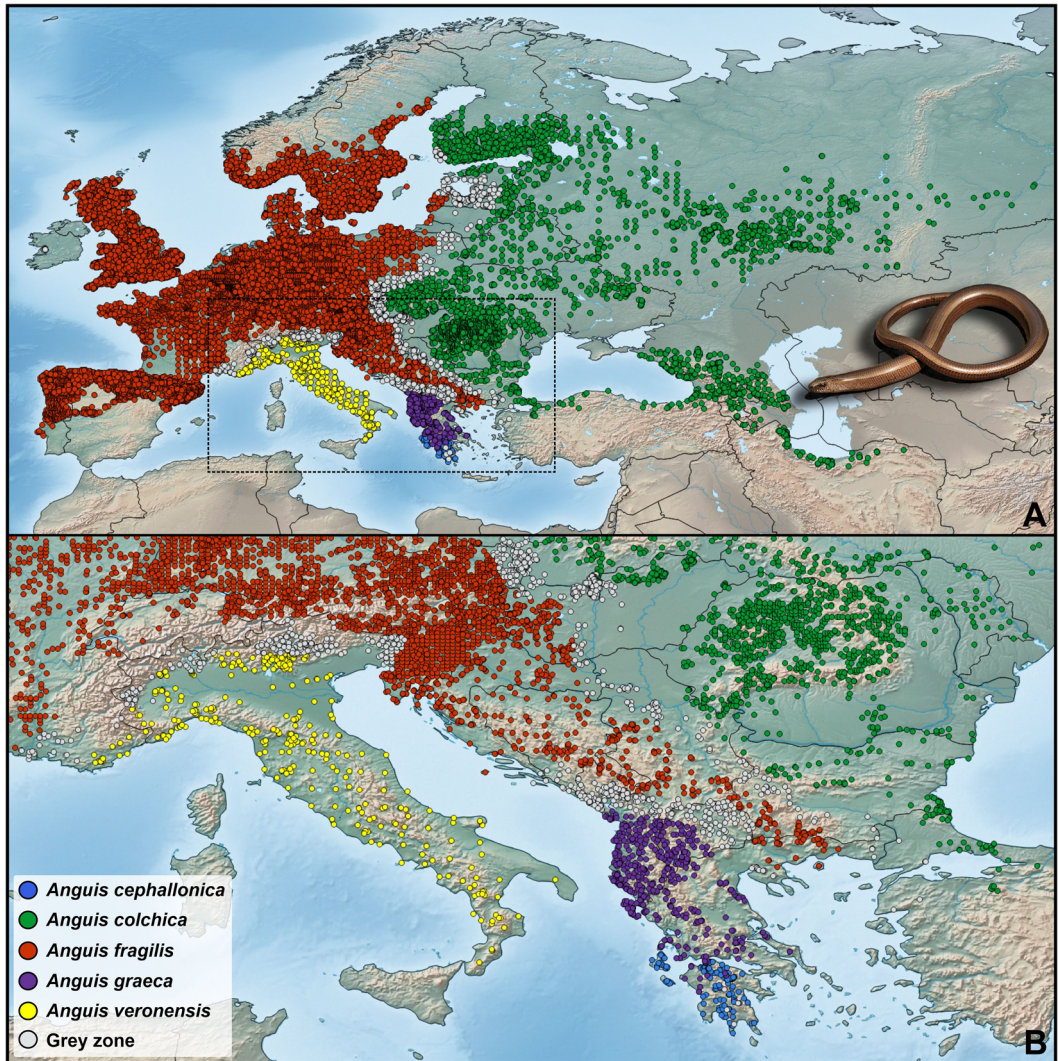 A
Anguis cephallonica
Anguis colchica
Anguis fragilis
Anguis graeca
Anguis veronensis
Grey zone
B